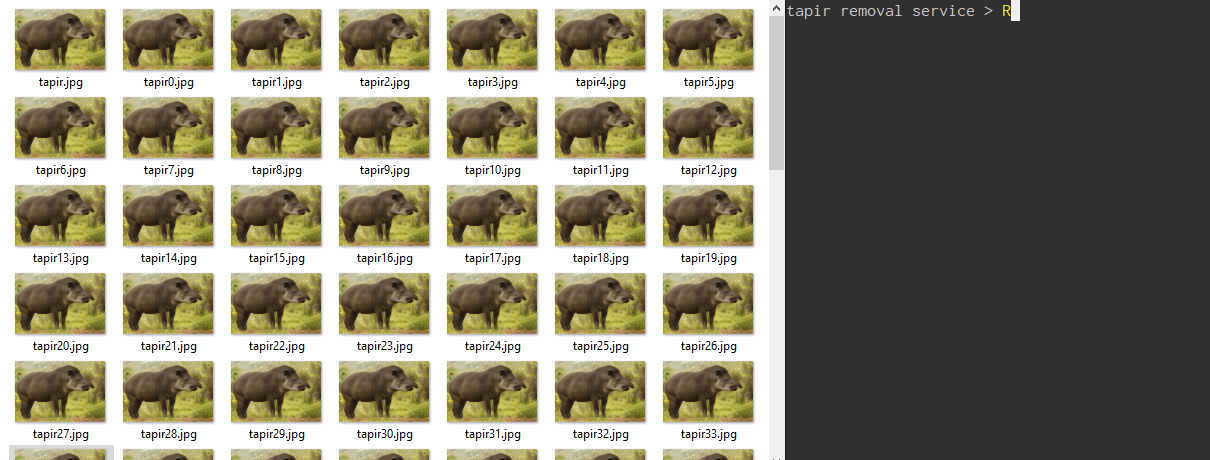 tapir.jpg tapir0.jpg tapir1.jpg tapir2.jpg tapir3.jpg tapir4.jpg tapir5.jpg
tapir6.jpg tapir7.jpg tapir8.jpg tapir9.jpg tapir10.jpg tapir11.jpg tapir12.jpg
tapir13.jpg tapir14.jpg tapir15.jpg tapir16.jpg tapir17.jpg tapir18.jpg tapir19.jpg
tapir20.jpg tapir21.jpg tapir22.jpg tapir23.jpg tapir24.jpg tapir25.jpg tapir26.jpg
tapir27.jpg tapir28.jpg tapir29.jpg tapir30.jpg tapir31.jpg tapir32.jpg tapir33.jpg
tapir removal service > R